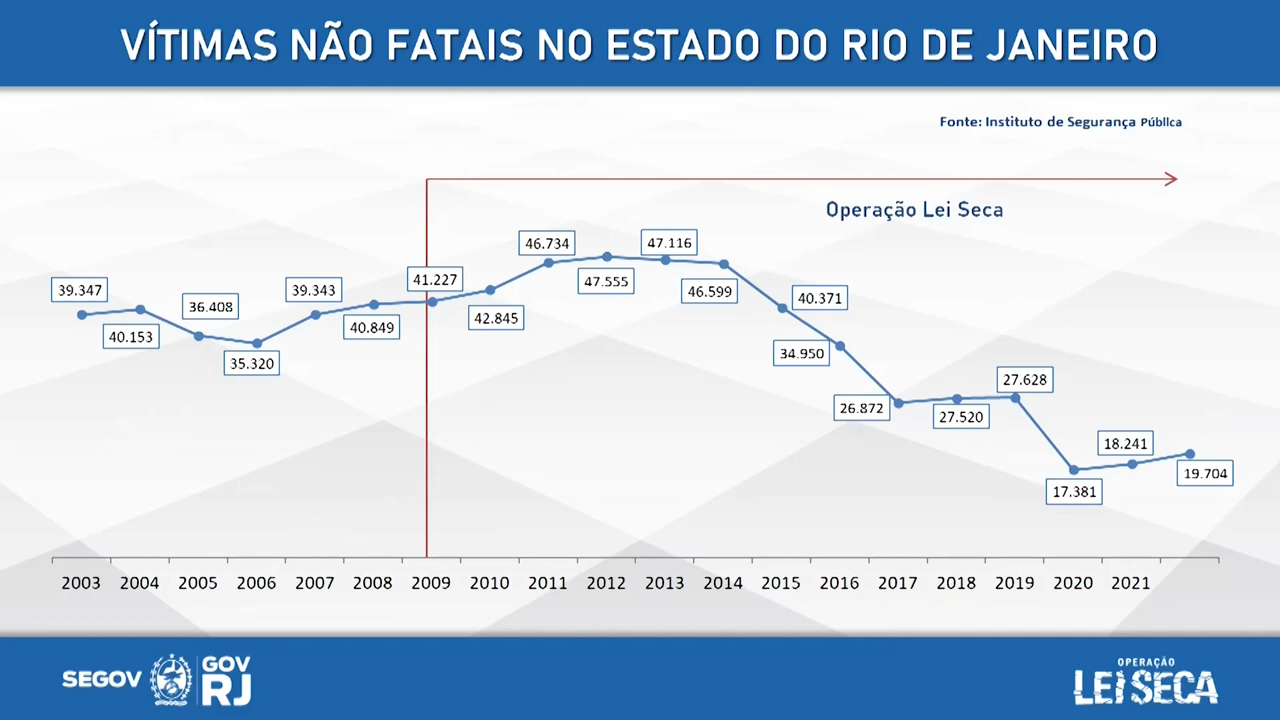 VÍTIMAS NÃO FATAIS NO ESTADO DO RIO DE JANEIRO
Fonte: Instituto de Segurança Pública
Operação Lei Seca
39.347
40.153
36.408
35.320
39.343
40.849
41.227
42.845
46.734
47.555
47.116
46.599
40.371
34.950
26.872
27.520
27.628
17.381
18.241
19.704
2003 2004 2005 2006 2007 2008 2009 2010 2011 2012 2013 2014 2015 2016 2017 2018 2019 2020 2021
SEGOV
GOV
RJ
OPERAÇÃO
LEI SECA